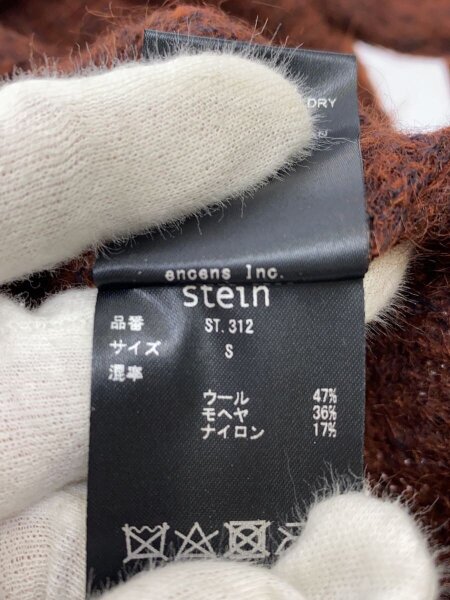 DRY
encens Inc.
stein
品番 ST.312
サイズ S
混率
ウール 47%
モヘヤ 36%
ナイロン 17%